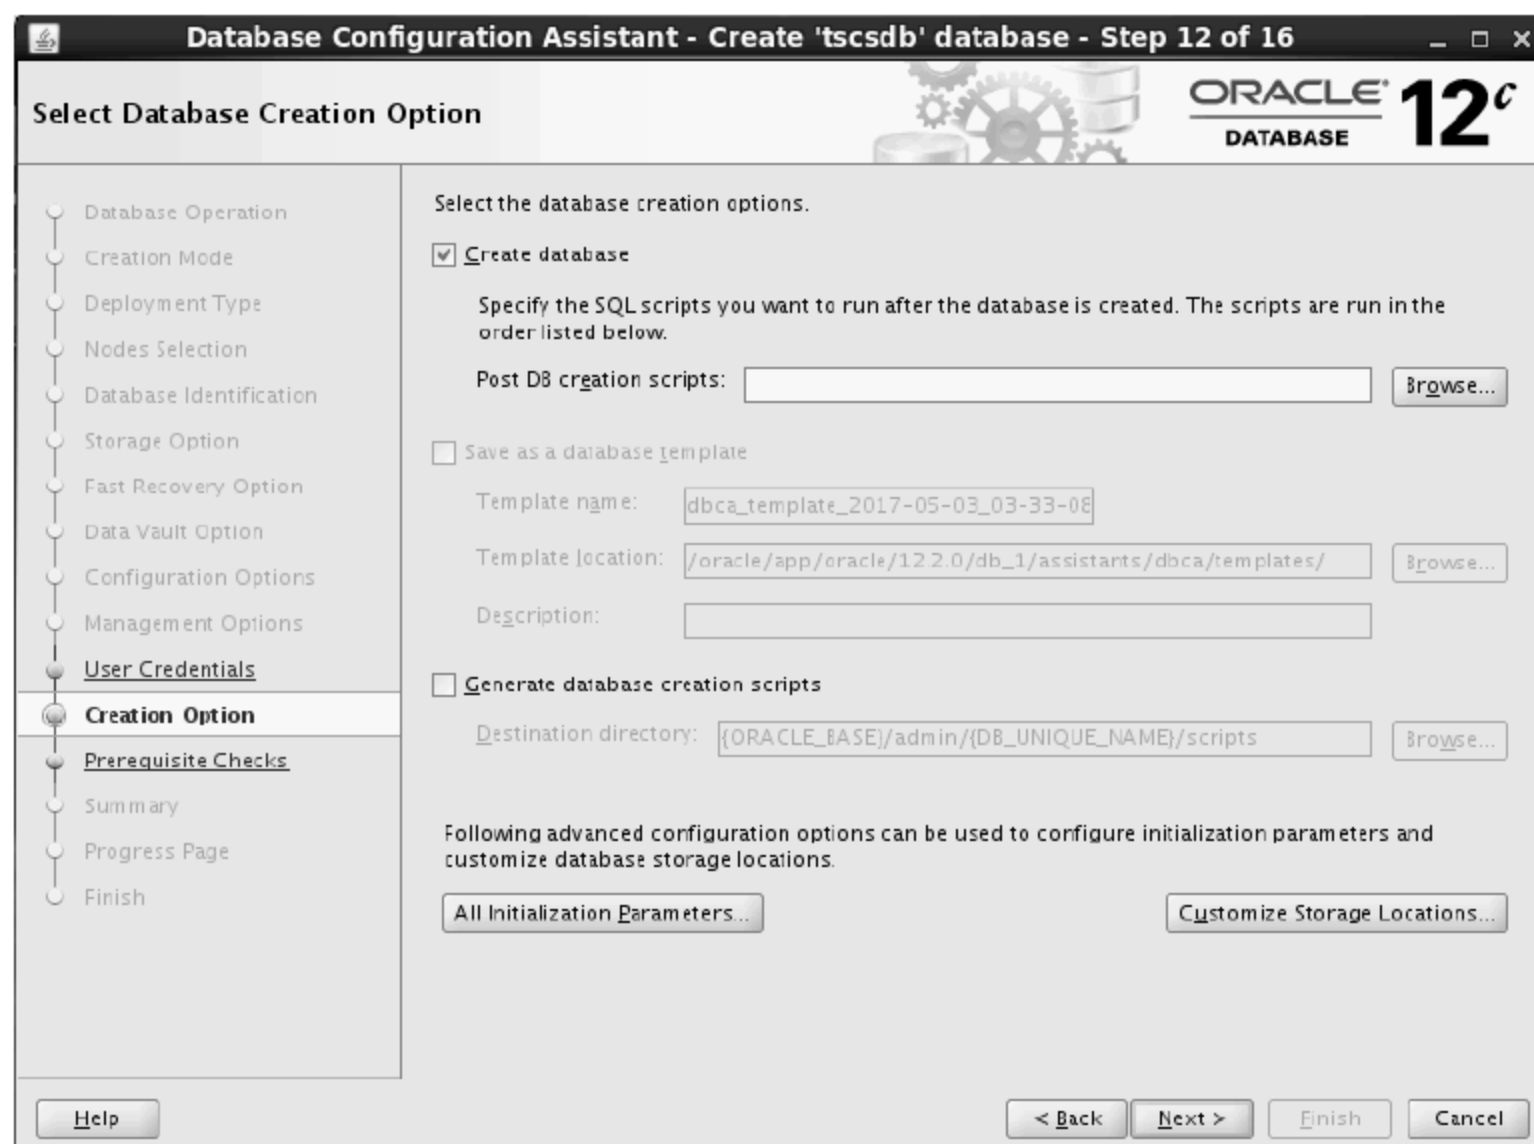 Database Configuration Assistant - Create 'tscsdb' database - Step 12 of 16
Select Database Creation Option
ORACLE
DATABASE
12c
Database Operation
Creation Mode
Deployment Type
Nodes Selection
Database Identification
Storage Option
Fast Recovery Option
Data Vault Option
Configuration Options
Management Options
User Credentials
Creation Option
Prerequisite Checks
Summary
Progress Page
Finish
Select the database creation options.
Create database
Specify the SQL scripts you want to run after the database is created. The scripts are run in the
order listed below.
Post DB creation scripts:
Browse...
Save as a database template
Template name: dbca_template_2017-05-03_03-33-08
Template location: /oracle/app/oracle/12.2.0/db_1/assistants/dbca/templates/ Browse...
Description:
Generate database creation scripts
Destination directory: {ORACLE_BASE}/admin/{DB_UNIQUE_NAME}/scripts Browse...
Following advanced configuration options can be used to configure initialization parameters and
customize database storage locations.
All Initialization Parameters... Customize Storage Locations...
Help < Back Next > Finish Cancel